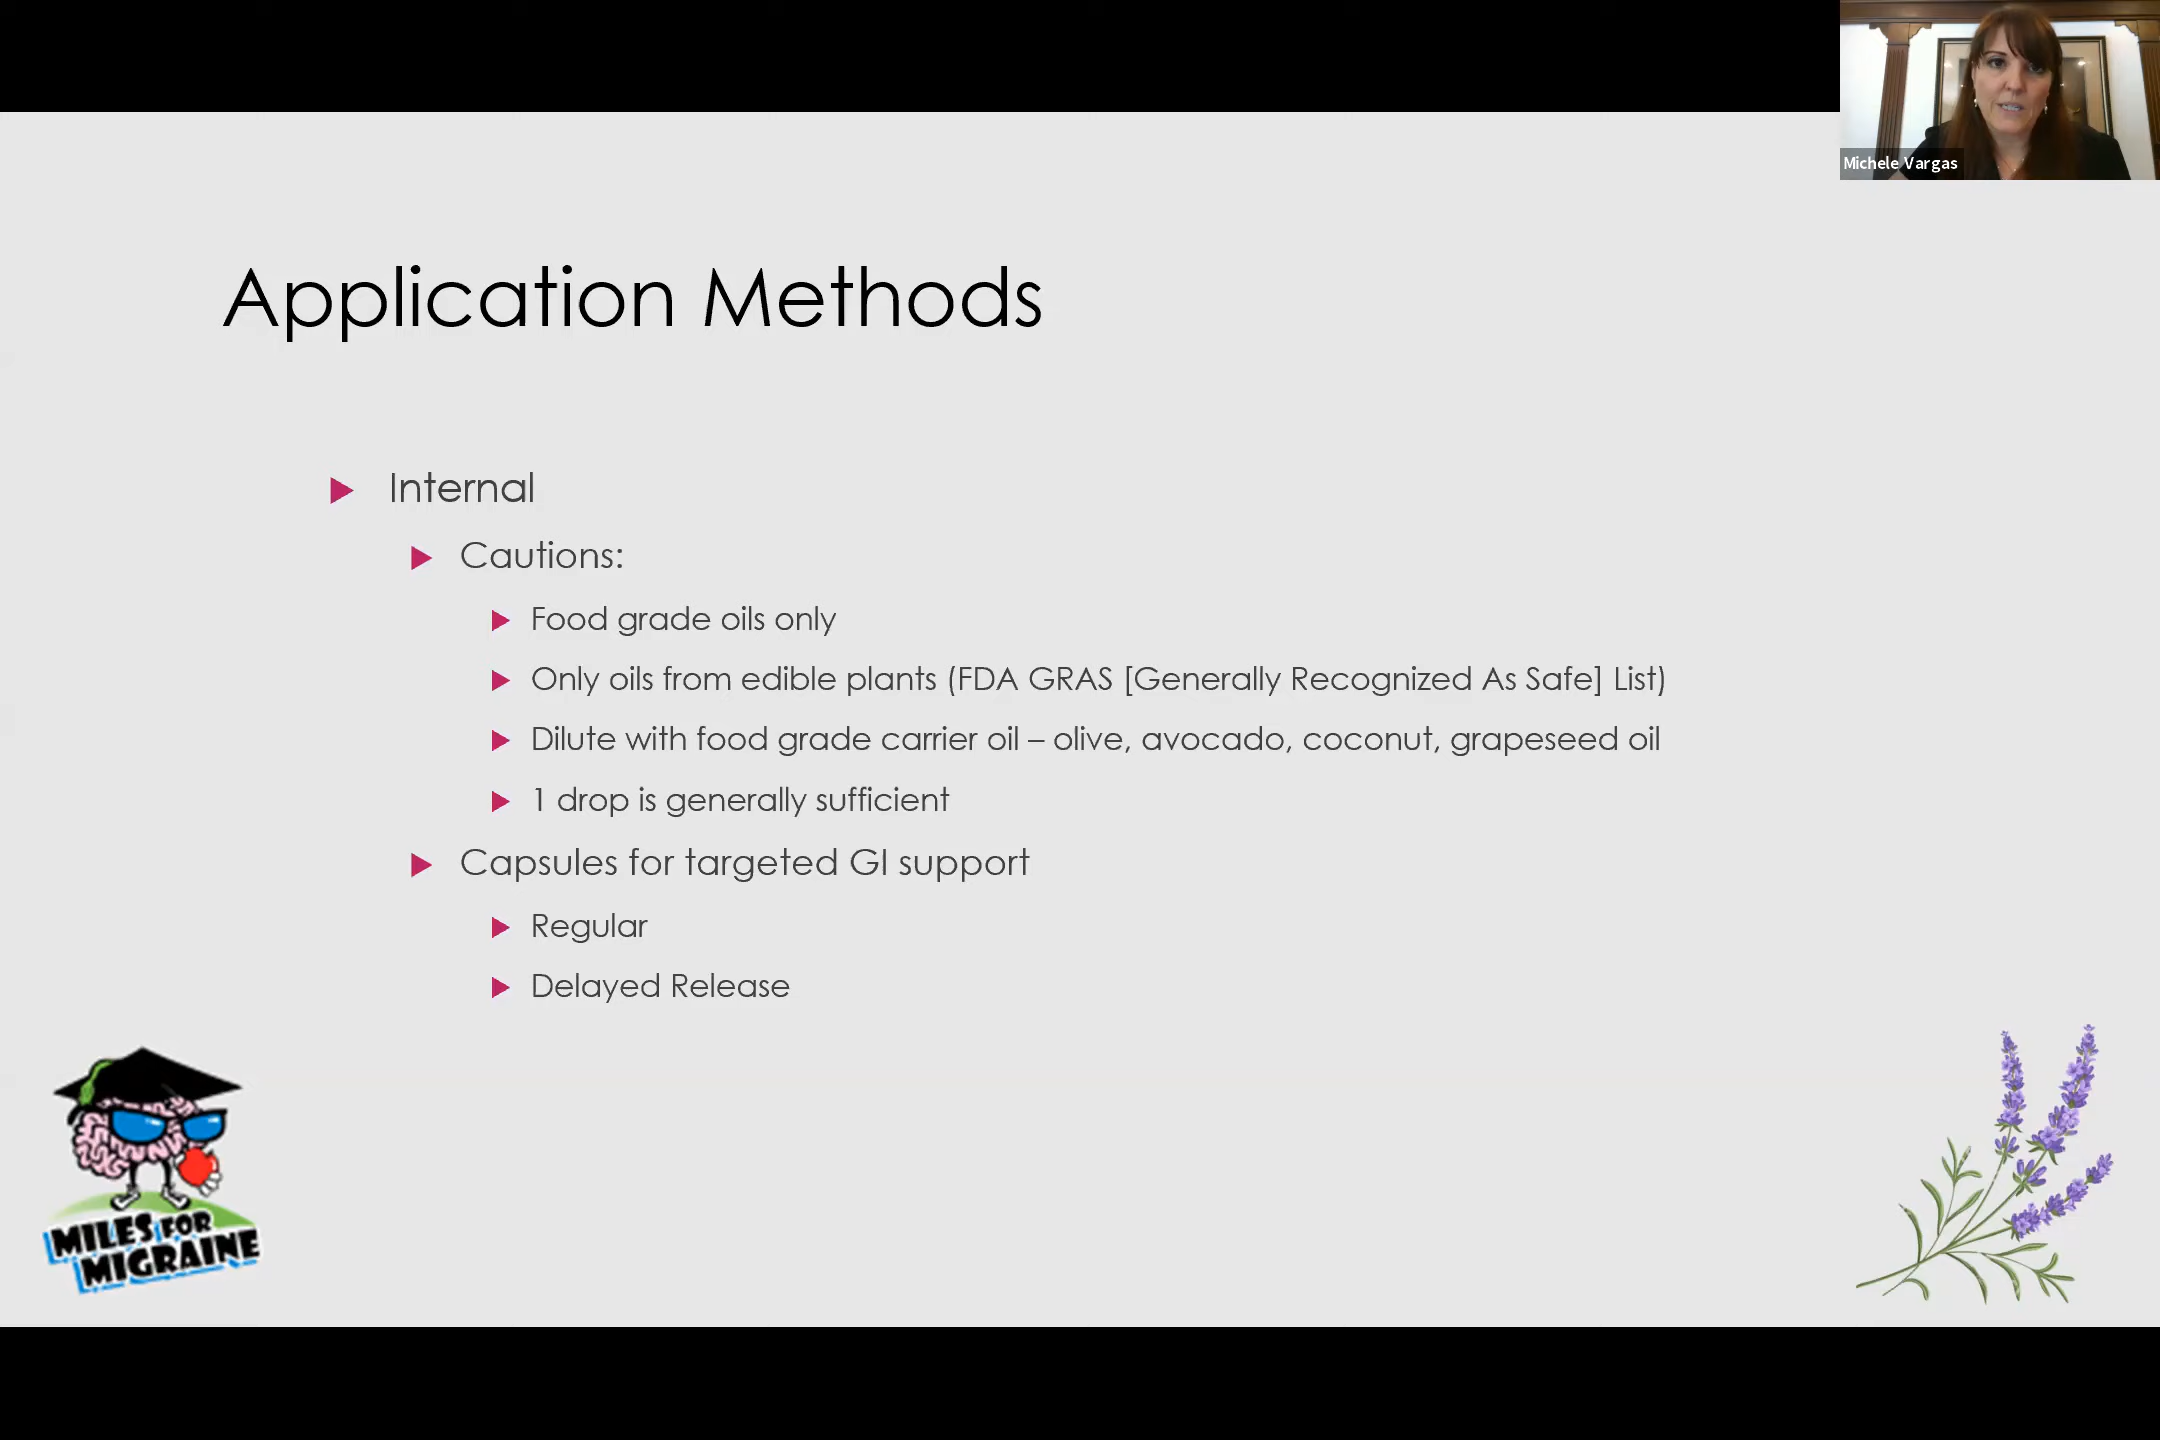 Michele Vargas
Application Methods
Internal
Cautions:
Food grade oils only
Only oils from edible plants (FDA GRAS [Generally Recognized As Safe] List)
Dilute with food grade carrier oil – olive, avocado, coconut, grapeseed oil
1 drop is generally sufficient
Capsules for targeted GI support
Regular
Delayed Release
MILES FOR
MIGRAINE